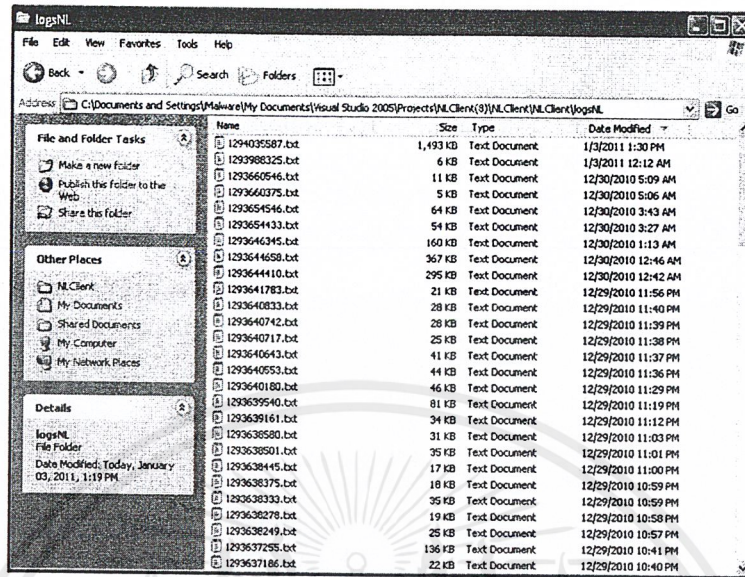 logsNL
File Edit View Favorites Tools Help
Back Search Folders
Address C:\Documents and Settings\Malware\My Documents\Visual Studio 2005\Projects\NLClient(8)\NLClient\NLClient\logsNL Go
File and Folder Tasks
Make a new folder
Publish this folder to the Web
Share this folder
Other Places
NLClient
My Documents
Shared Documents
My Computer
My Network Places
Details
logsNL
File Folder
Date Modified: Today, January 03, 2011, 1:19 PM
Name Size Type Date Modified
1294035587.txt 1,493 KB Text Document 1/3/2011 1:30 PM
1293988325.txt 6 KB Text Document 1/3/2011 12:12 AM
1293660546.txt 11 KB Text Document 12/30/2010 5:09 AM
1293660375.txt 5 KB Text Document 12/30/2010 5:06 AM
1293654546.txt 64 KB Text Document 12/30/2010 3:43 AM
1293654433.txt 54 KB Text Document 12/30/2010 3:27 AM
1293646345.txt 160 KB Text Document 12/30/2010 1:13 AM
1293644658.txt 367 KB Text Document 12/30/2010 12:46 AM
1293644410.txt 295 KB Text Document 12/30/2010 12:42 AM
1293641783.txt 21 KB Text Document 12/29/2010 11:56 PM
1293640833.txt 28 KB Text Document 12/29/2010 11:40 PM
1293640742.txt 28 KB Text Document 12/29/2010 11:39 PM
1293640717.txt 25 KB Text Document 12/29/2010 11:38 PM
1293640643.txt 41 KB Text Document 12/29/2010 11:37 PM
1293640553.txt 44 KB Text Document 12/29/2010 11:36 PM
1293640180.txt 46 KB Text Document 12/29/2010 11:29 PM
1293639540.txt 81 KB Text Document 12/29/2010 11:19 PM
1293639161.txt 34 KB Text Document 12/29/2010 11:12 PM
1293638580.txt 31 KB Text Document 12/29/2010 11:03 PM
1293638501.txt 35 KB Text Document 12/29/2010 11:01 PM
1293638445.txt 17 KB Text Document 12/29/2010 11:00 PM
1293638375.txt 18 KB Text Document 12/29/2010 10:59 PM
1293638333.txt 35 KB Text Document 12/29/2010 10:59 PM
1293638278.txt 19 KB Text Document 12/29/2010 10:58 PM
1293638249.txt 25 KB Text Document 12/29/2010 10:57 PM
1293637255.txt 136 KB Text Document 12/29/2010 10:41 PM
1293637186.txt 22 KB Text Document 12/29/2010 10:40 PM